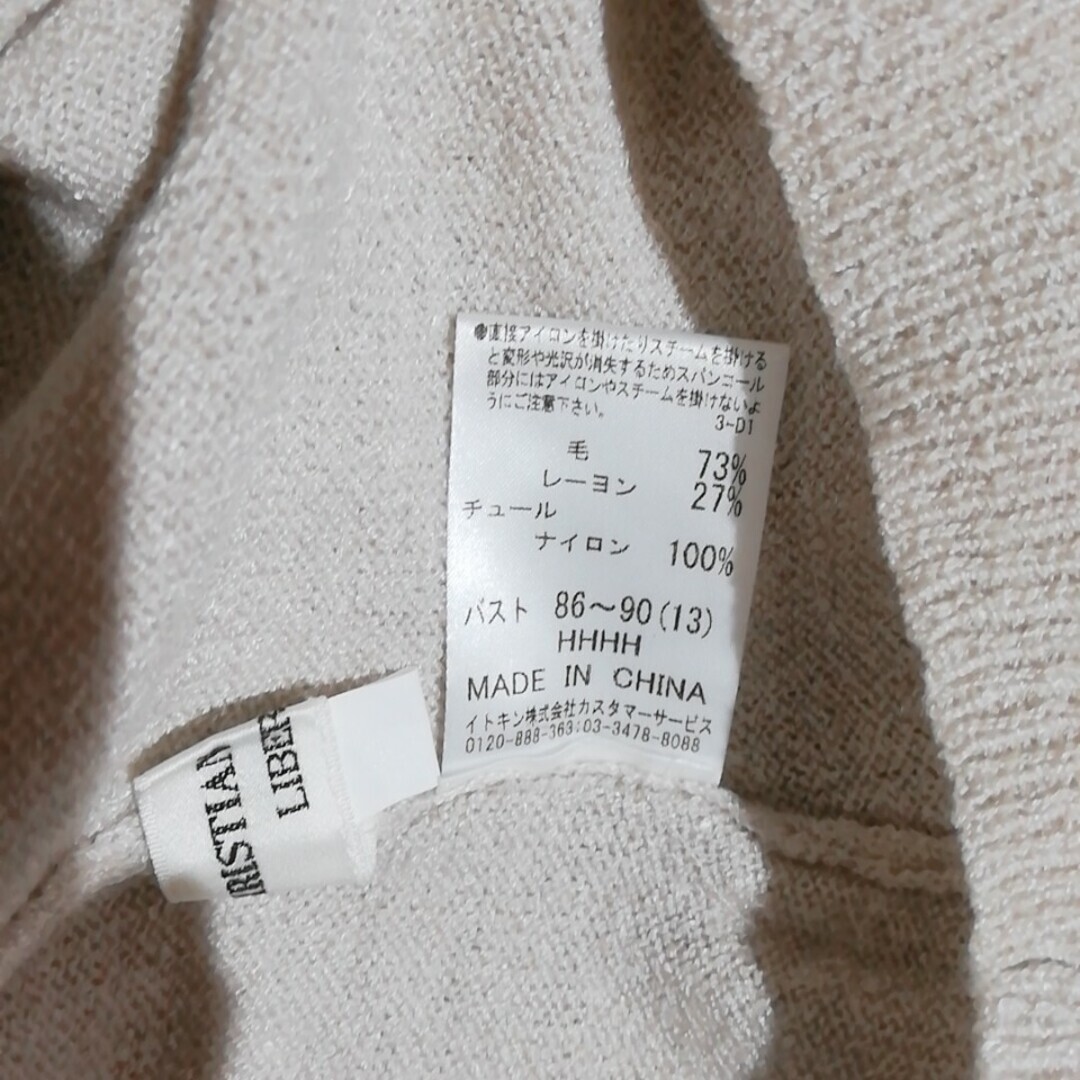 ●直接アイロンを掛けたりスチームを掛ける
と変形や光沢が消失するためスパンコール
部分にはアイロンやスチームを掛けないよ
うにご注意下さい。
3-D1
毛 73%
レーヨン 27%
チュール
ナイロン 100%
バスト 86～90(13)
HHHH
MADE IN CHINA
イトキン株式会社カスタマーサービス
0120-888-363:03-3478-8088
RISTIAN
LIBER